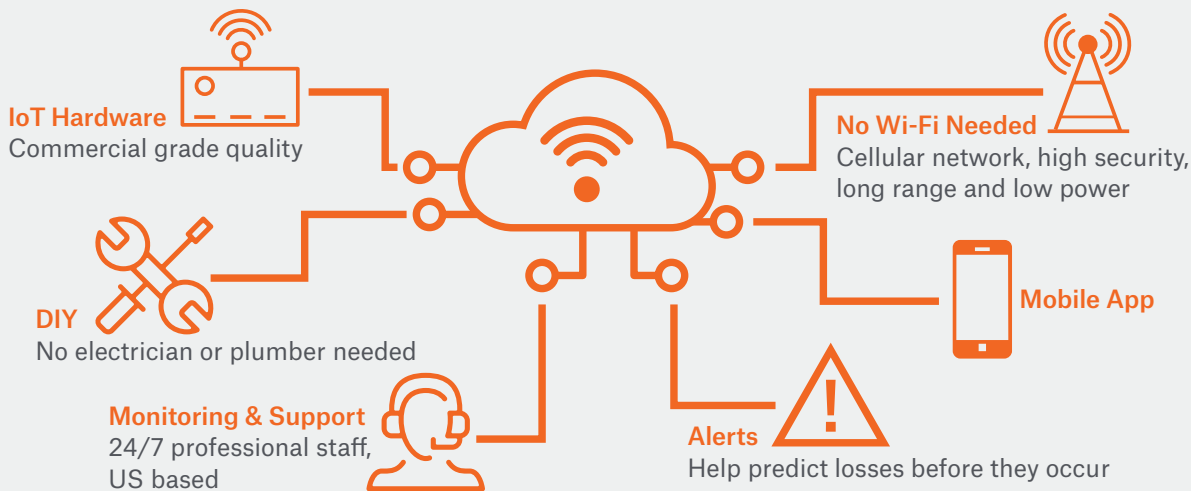 IoT Hardware
Commercial grade quality
No Wi-Fi Needed
Cellular network, high security,
long range and low power
DIY
No electrician or plumber needed
Mobile App
Monitoring & Support
24/7 professional staff,
US based
Alerts
Help predict losses before they occur